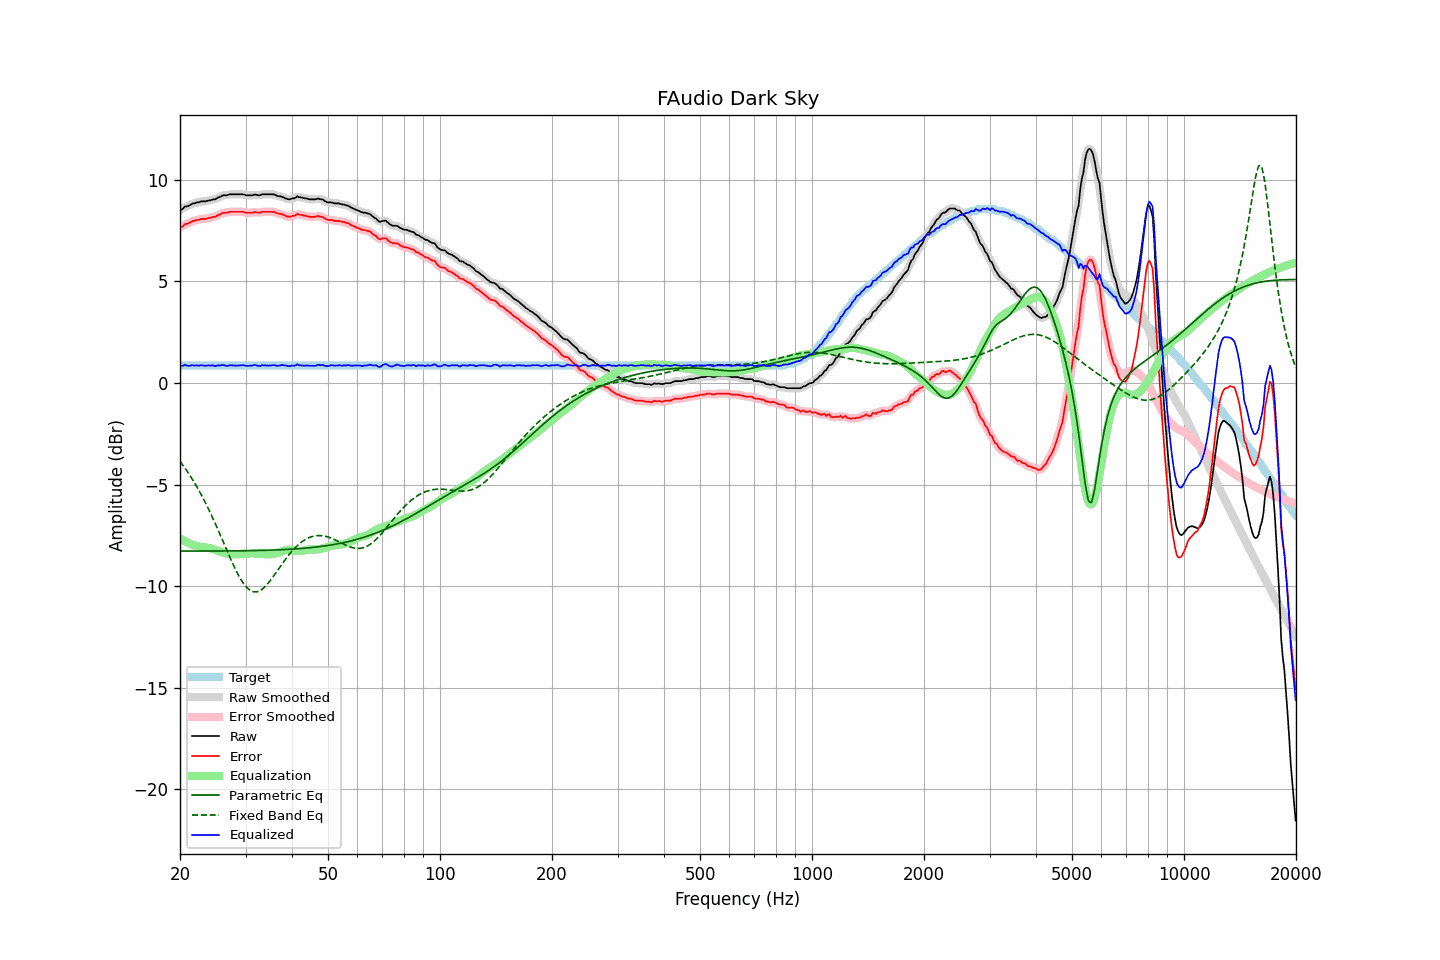 FAudio Dark Sky
Amplitude (dBr)
10
5
0
−5
−10
−15
−20
Target
Raw Smoothed
Error Smoothed
Raw
Error
Equalization
Parametric Eq
Fixed Band Eq
Equalized
20 50 100 200 500 1000 2000 5000 10000 20000
Frequency (Hz)